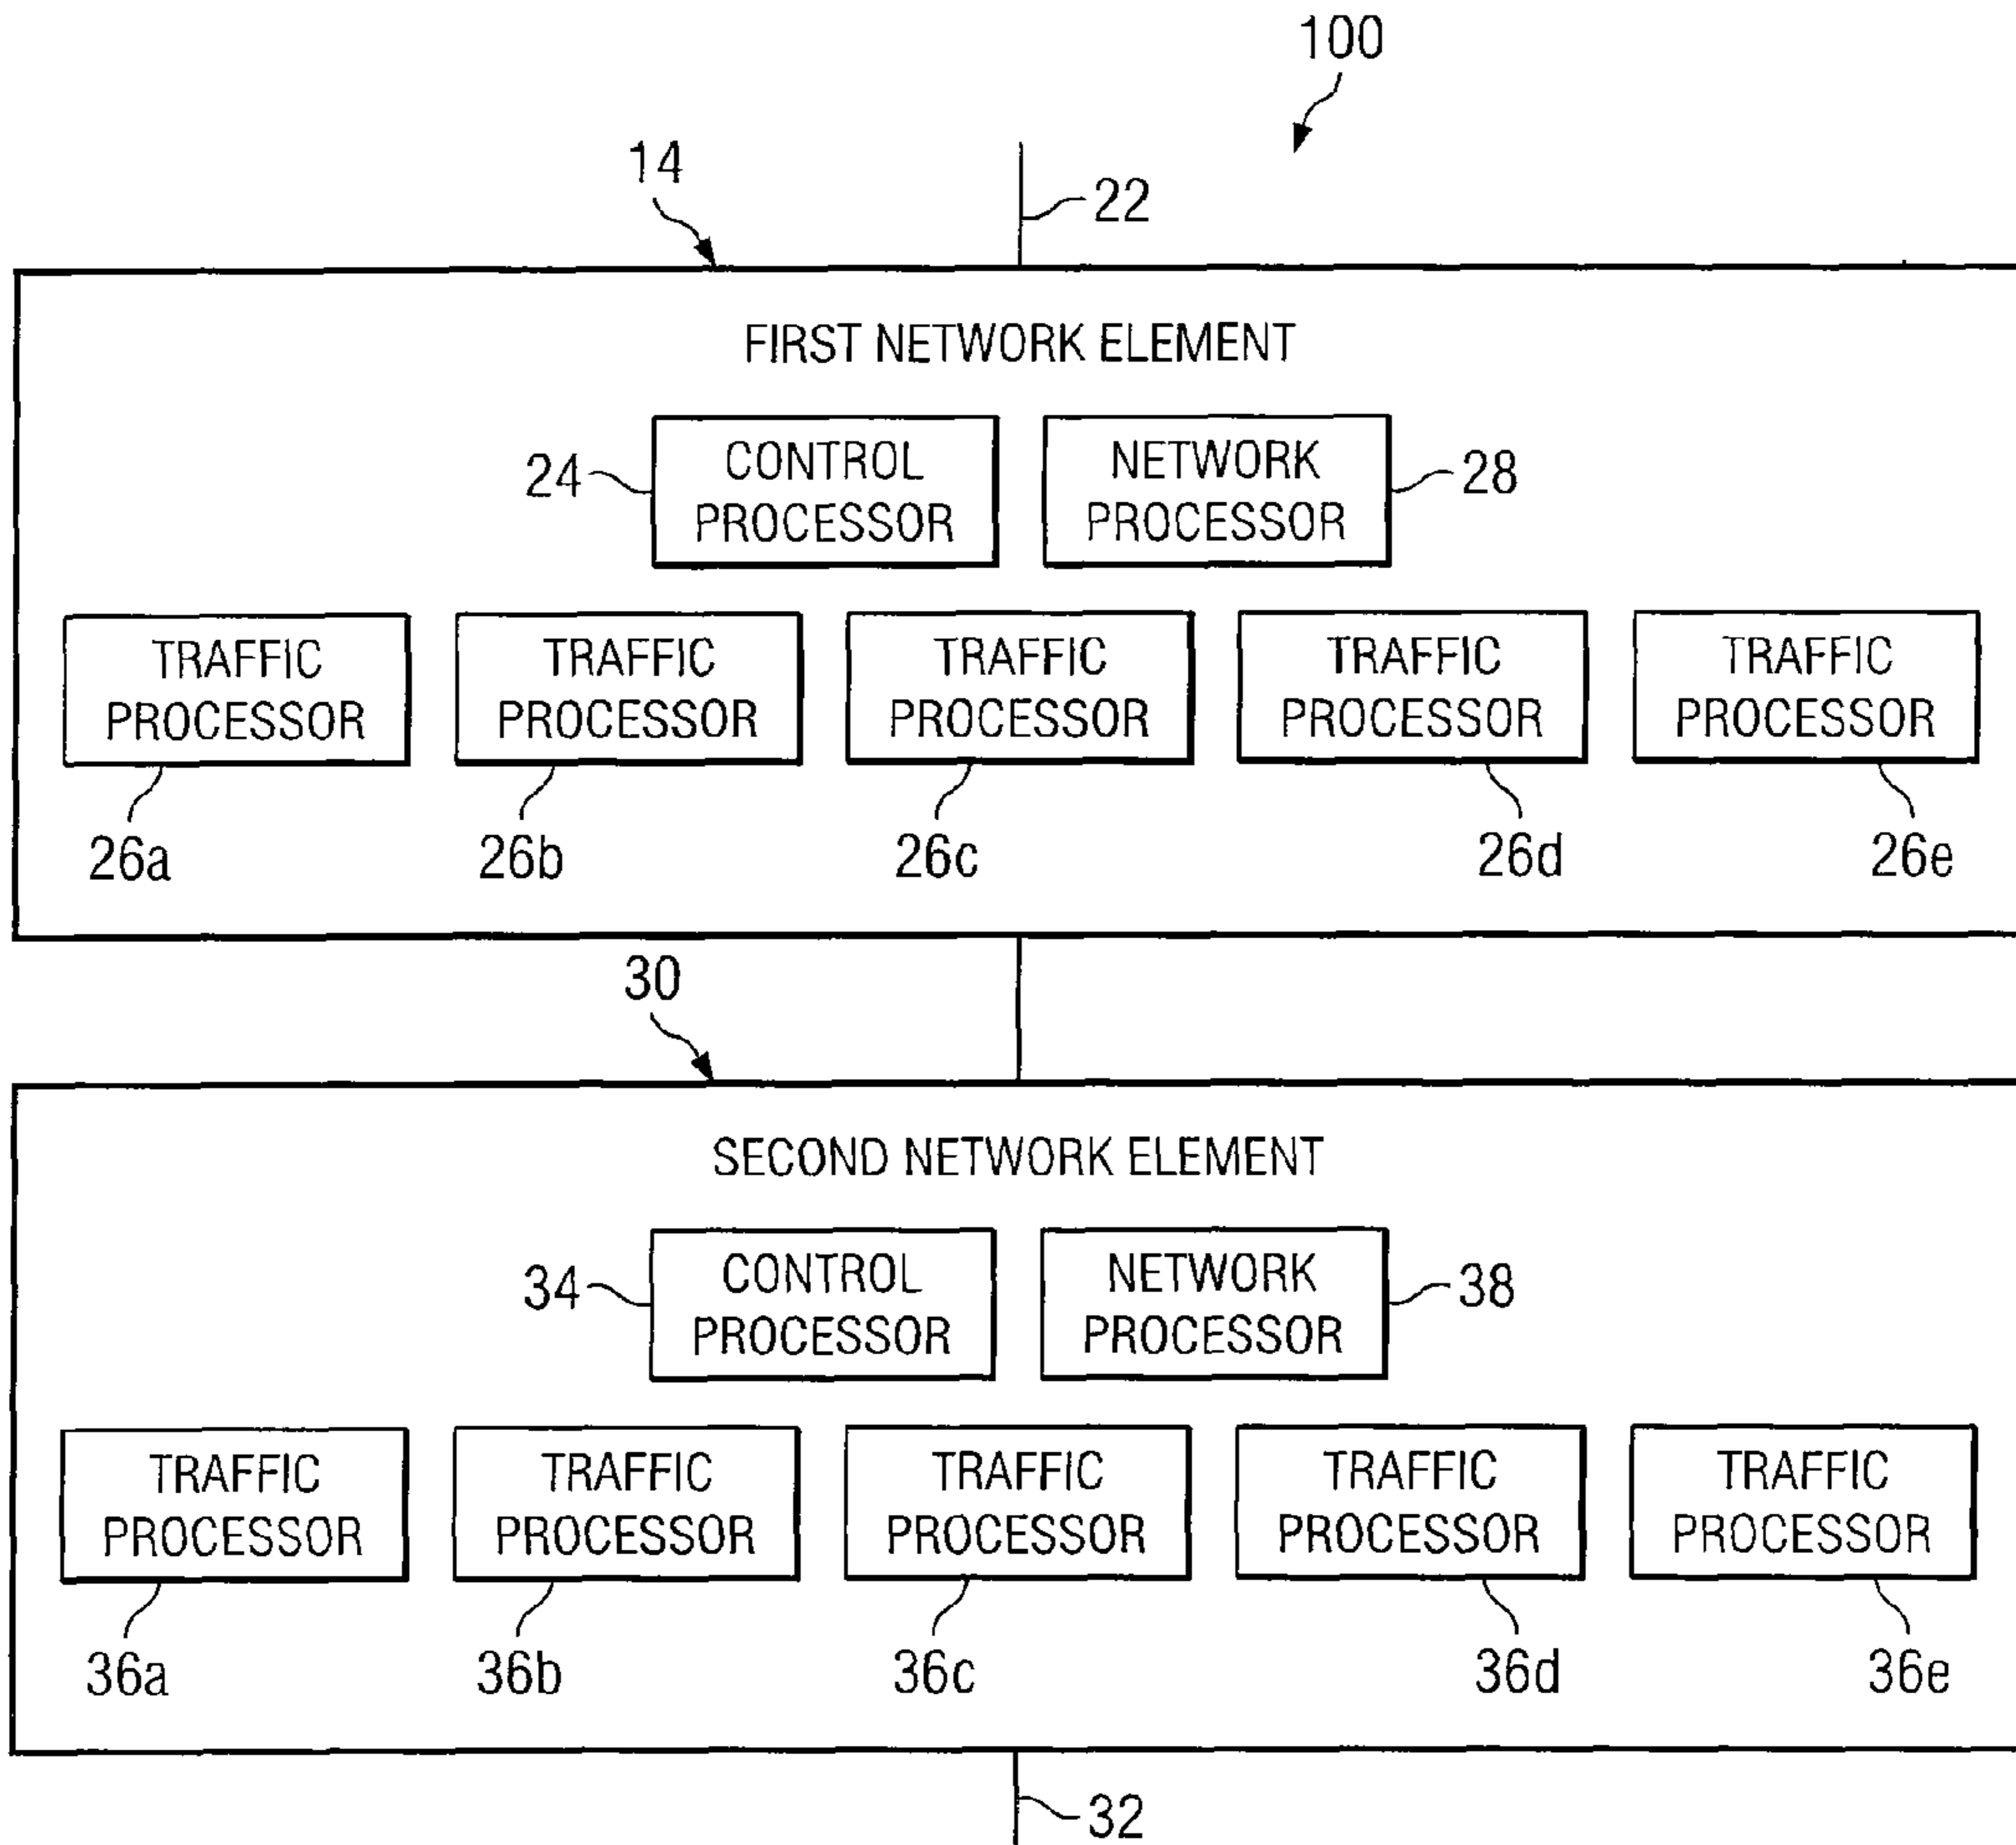 100
14
22
FIRST NETWORK ELEMENT
24
CONTROL
PROCESSOR
NETWORK
PROCESSOR
28
TRAFFIC
PROCESSOR
TRAFFIC
PROCESSOR
TRAFFIC
PROCESSOR
TRAFFIC
PROCESSOR
TRAFFIC
PROCESSOR
26a
26b
26c
26d
26e
30
SECOND NETWORK ELEMENT
34
CONTROL
PROCESSOR
NETWORK
PROCESSOR
38
TRAFFIC
PROCESSOR
TRAFFIC
PROCESSOR
TRAFFIC
PROCESSOR
TRAFFIC
PROCESSOR
TRAFFIC
PROCESSOR
36a
36b
36c
36d
36e
32